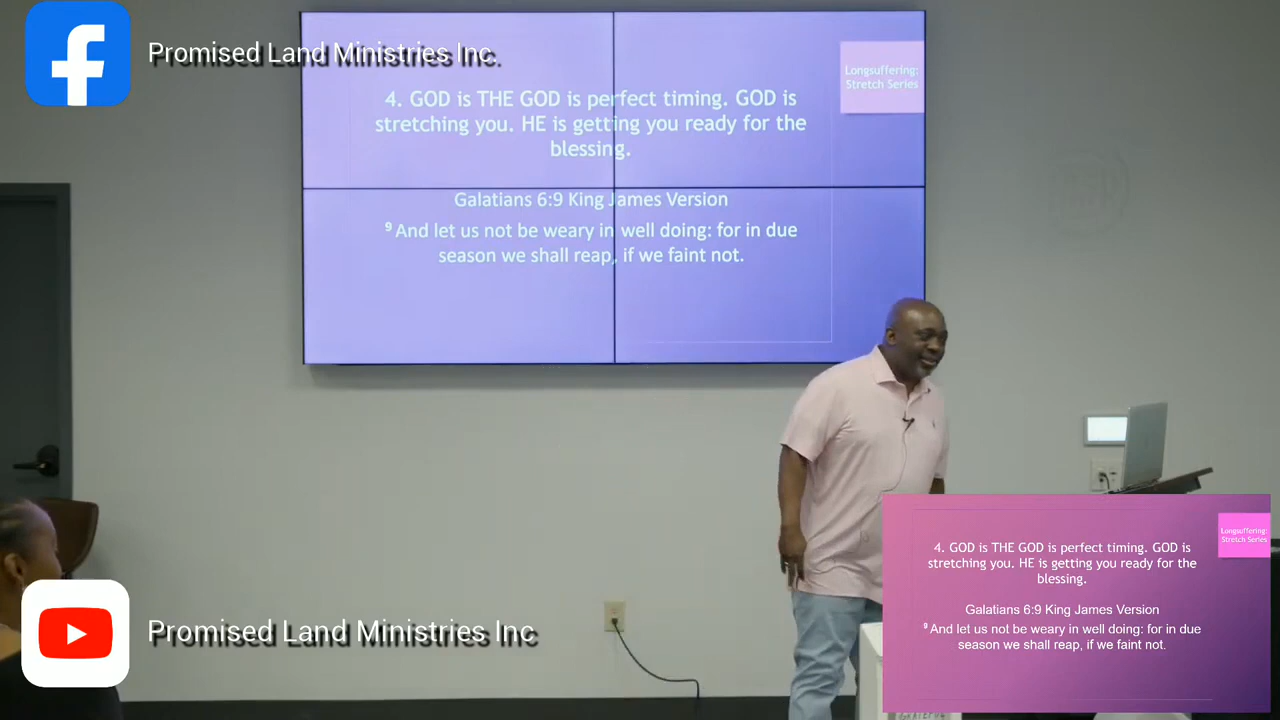 Promised Land Ministries Inc.
Longsuffering:
Stretch Series
4. GOD is THE GOD is perfect timing. GOD is
stretching you. HE is getting you ready for the
blessing.
Galatians 6:9 King James Version
9 And let us not be weary in well doing: for in due
season we shall reap, if we faint not.
Longsuffering:
Stretch Series
4. GOD is THE GOD is perfect timing. GOD is
stretching you. HE is getting you ready for the
blessing.
Galatians 6:9 King James Version
9 And let us not be weary in well doing: for in due
season we shall reap, if we faint not.
Promised Land Ministries Inc